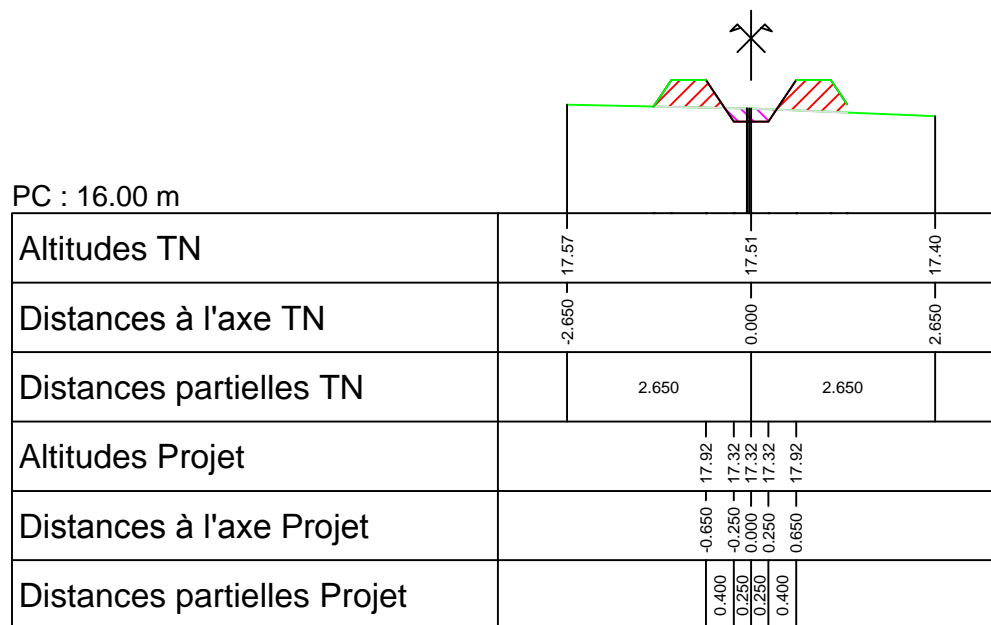 PC : 16.00 m
Altitudes TN
17.57 17.51 17.40
Distances à l'axe TN
-2.650 0.000 2.650
Distances partielles TN
2.650 2.650
Altitudes Projet
17.92 17.32 17.32 17.32 17.92
Distances à l'axe Projet
-0.650 -0.250 0.000 0.250 0.650
Distances partielles Projet
0.400 0.250 0.250 0.400